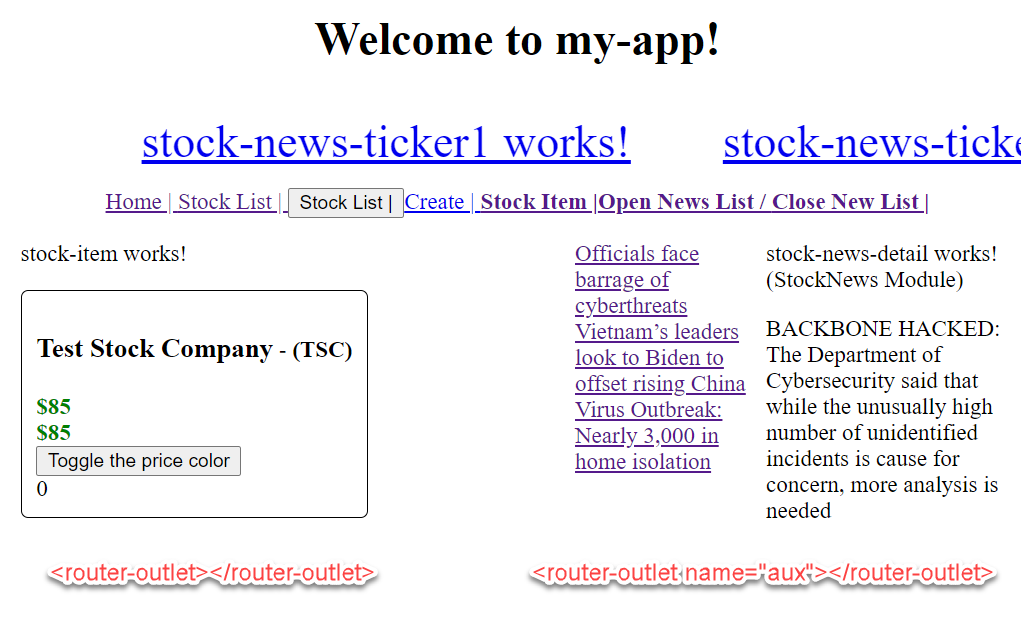 Welcome to my-app!
stock-news-ticker1 works! stock-news-ticke
Home | Stock List | Stock List | Create | Stock Item |Open News List / Close New List |
stock-item works!
Test Stock Company - (TSC)
$85
$85
Toggle the price color
0
Officials face
barrage of
cyberthreats
Vietnam’s leaders
look to Biden to
offset rising China
Virus Outbreak:
Nearly 3,000 in
home isolation
stock-news-detail works!
(StockNews Module)
BACKBONE HACKED:
The Department of
Cybersecurity said that
while the unusually high
number of unidentified
incidents is cause for
concern, more analysis is
needed
<router-outlet></router-outlet>
<router-outlet name="aux"></router-outlet>